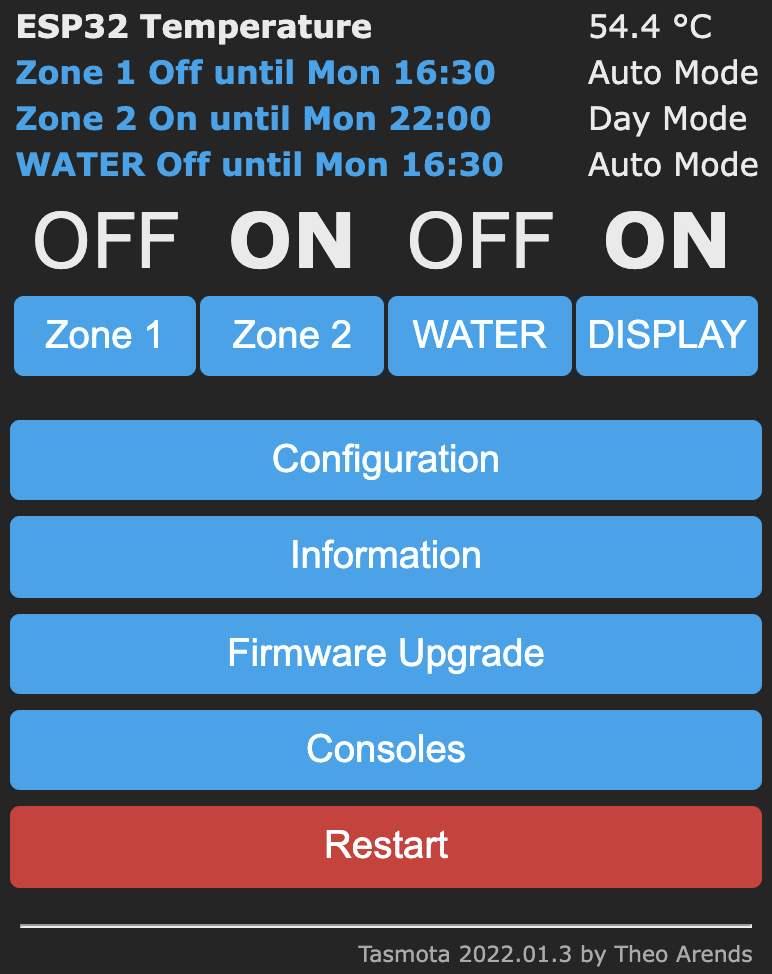 ESP32 Temperature 54.4 °C
Zone 1 Off until Mon 16:30 Auto Mode
Zone 2 On until Mon 22:00 Day Mode
WATER Off until Mon 16:30 Auto Mode
OFF ON OFF ON
Zone 1 Zone 2 WATER DISPLAY
Configuration
Information
Firmware Upgrade
Consoles
Restart
Tasmota 2022.01.3 by Theo Arends